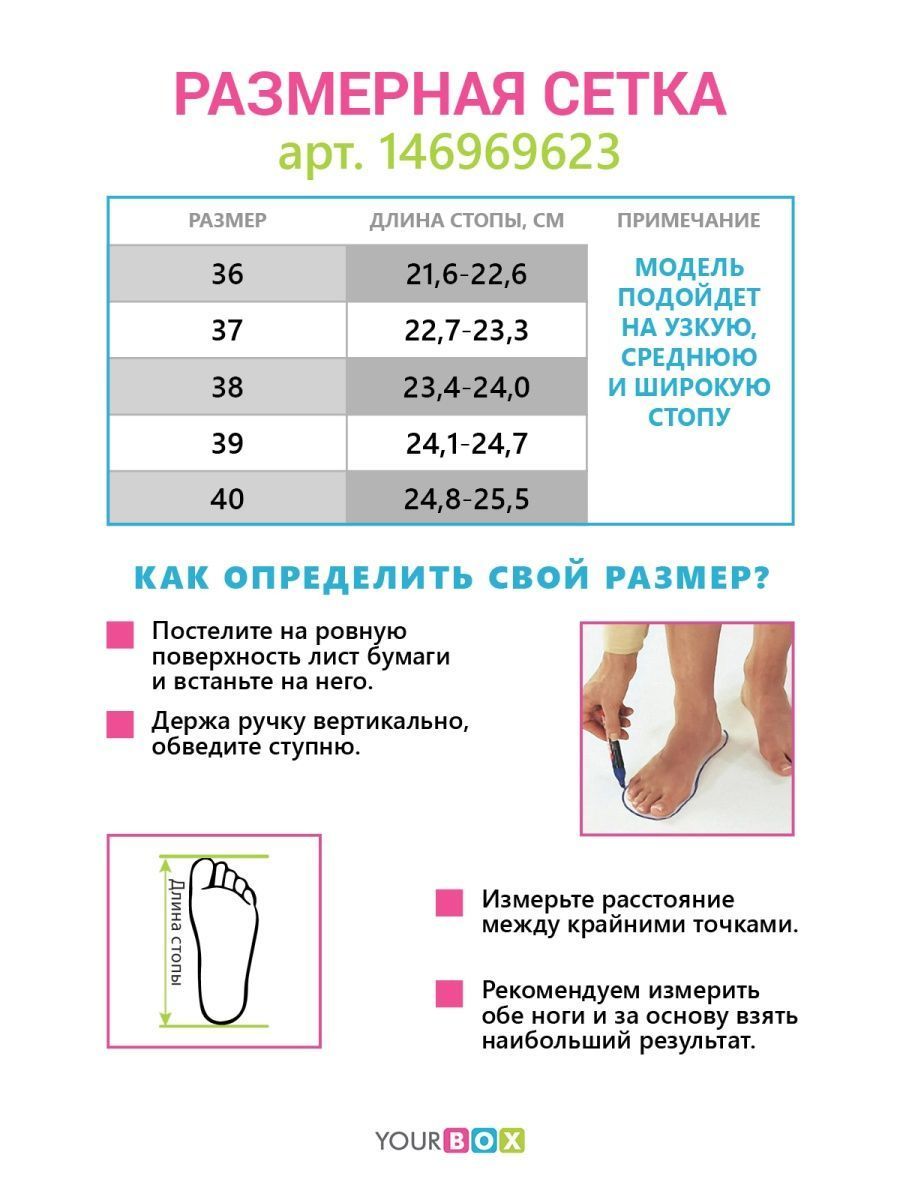 РАЗМЕРНАЯ СЕТКА
арт. 146969623
РАЗМЕР ДЛИНА СТОПЫ, СМ ПРИМЕЧАНИЕ
36 21,6-22,6
37 22,7-23,3
38 23,4-24,0
39 24,1-24,7
40 24,8-25,5
МОДЕЛЬ
ПОДОЙДЕТ
НА УЗКУЮ,
СРЕДНЮЮ
И ШИРОКУЮ
СТОПУ
КАК ОПРЕДЕЛИТЬ СВОЙ РАЗМЕР?
Постелите на ровную
поверхность лист бумаги
и встаньте на него.
Держа ручку вертикально,
обведите ступню.
Длина стопы
Измерьте расстояние
между крайними точками.
Рекомендуем измерить
обе ноги и за основу взять
наибольший результат.
YOURBOX